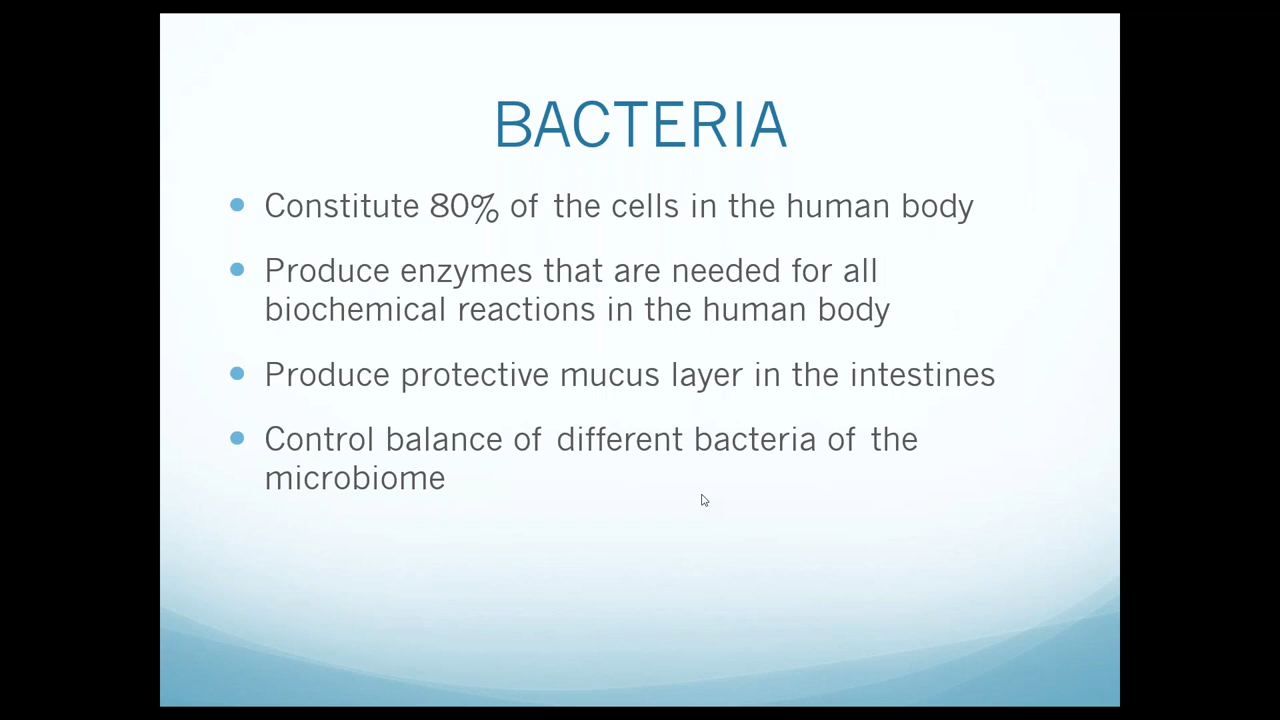 BACTERIA
Constitute 80% of the cells in the human body
Produce enzymes that are needed for all
biochemical reactions in the human body
Produce protective mucus layer in the intestines
Control balance of different bacteria of the
microbiome